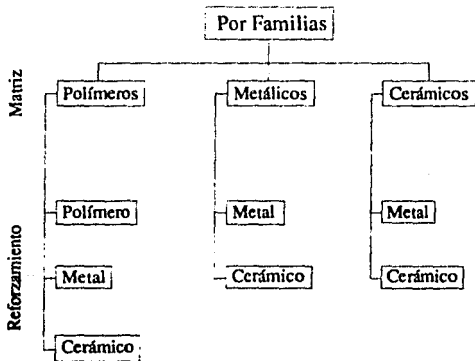 Por Familias
Matriz
Polímeros
Metálicos
Cerámicos
Reforzamiento
Polímero
Metal
Metal
Metal
Cerámico
Cerámico
Cerámico